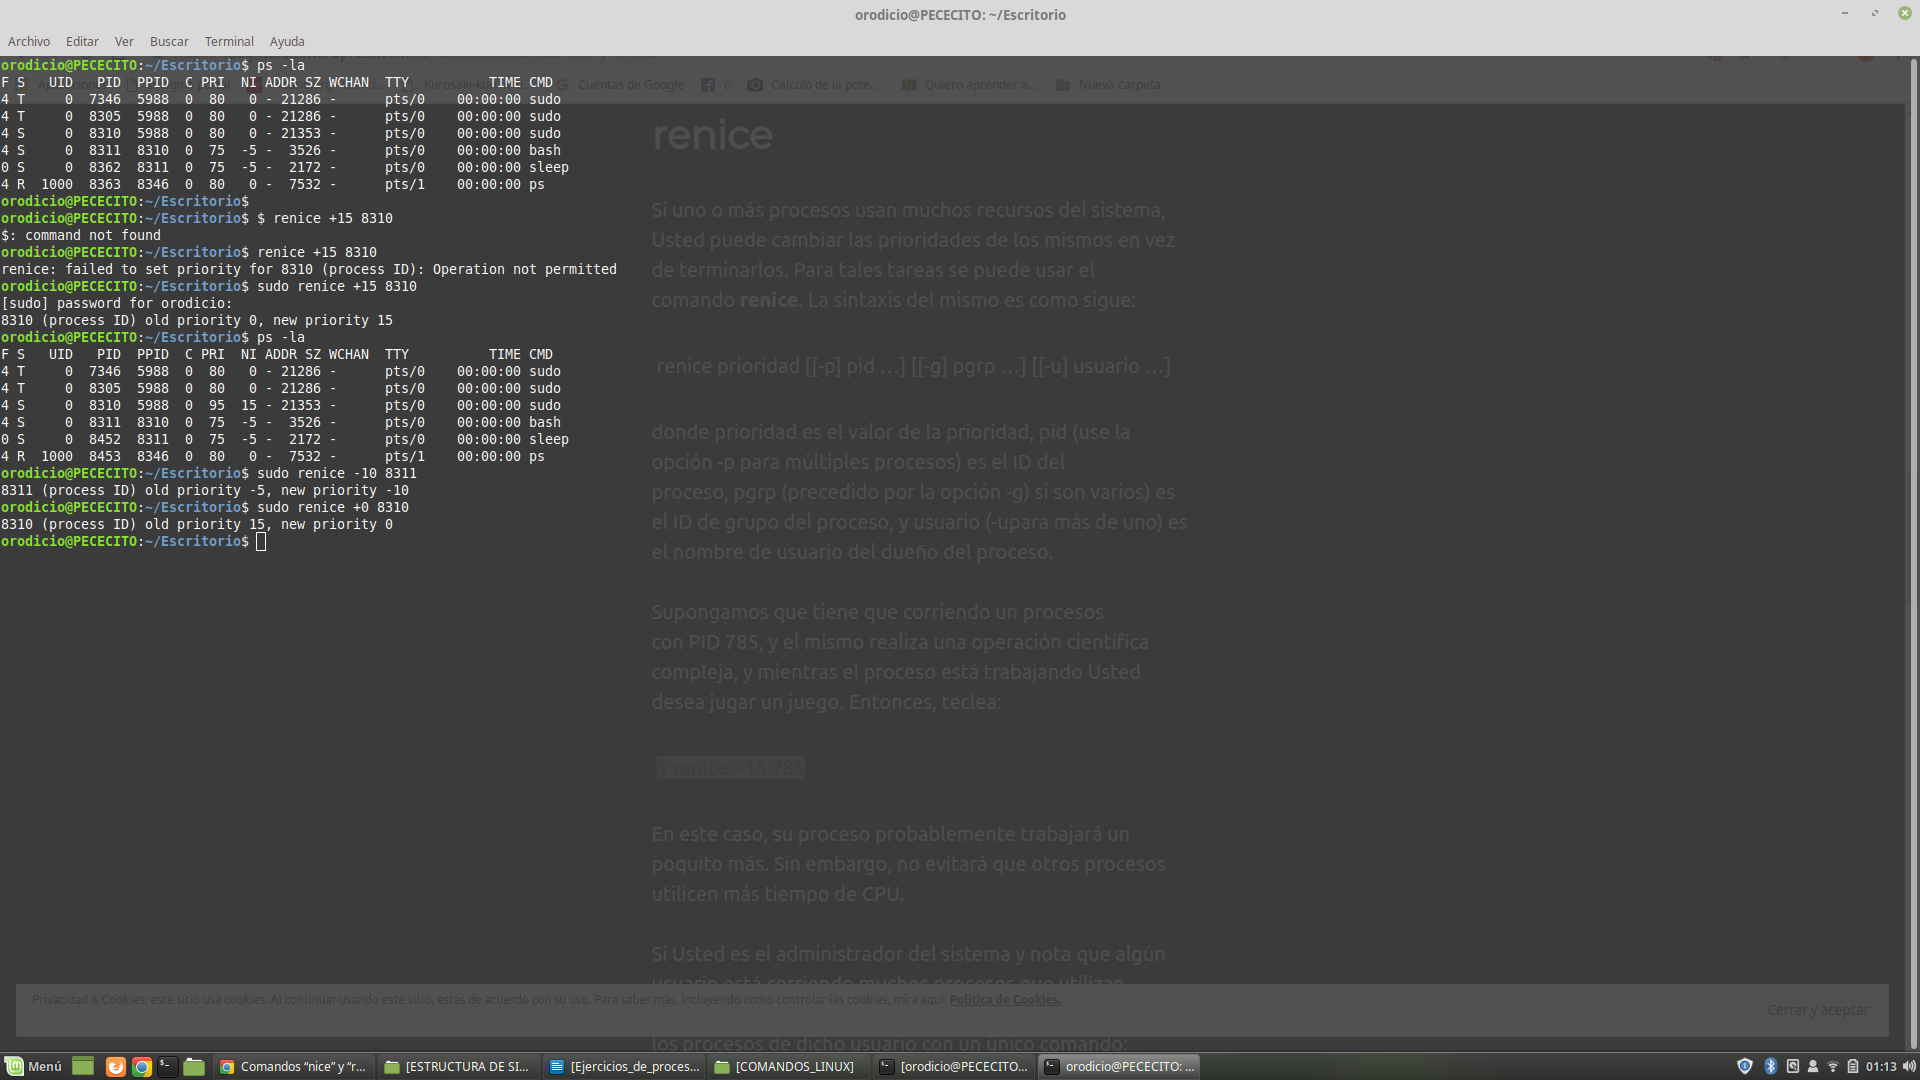 orodicio@PECECITO: ~/Escritorio
Archivo Editar Ver Buscar Terminal Ayuda
orodicio@PECECITO:~/Escritorio$ ps -la
F S   UID   PID  PPID  C PRI  NI ADDR SZ WCHAN  TTY          TIME CMD
4 T     0  7346  5988  0  80   0 - 21286 -      pts/0    00:00:00 sudo
4 T     0  8305  5988  0  80   0 - 21286 -      pts/0    00:00:00 sudo
4 S     0  8310  5988  0  80   0 - 21353 -      pts/0    00:00:00 sudo
4 S     0  8311  8310  0  75  -5 -  3526 -      pts/0    00:00:00 bash
0 S     0  8362  8311  0  75  -5 -  2172 -      pts/0    00:00:00 sleep
4 R  1000  8363  8346  0  80   0 -  7532 -      pts/1    00:00:00 ps
orodicio@PECECITO:~/Escritorio$
orodicio@PECECITO:~/Escritorio$ $ renice +15 8310
$: command not found
orodicio@PECECITO:~/Escritorio$ renice +15 8310
renice: failed to set priority for 8310 (process ID): Operation not permitted
orodicio@PECECITO:~/Escritorio$ sudo renice +15 8310
[sudo] password for orodicio:
8310 (process ID) old priority 0, new priority 15
orodicio@PECECITO:~/Escritorio$ ps -la
F S   UID   PID  PPID  C PRI  NI ADDR SZ WCHAN  TTY          TIME CMD
4 T     0  7346  5988  0  80   0 - 21286 -      pts/0    00:00:00 sudo
4 T     0  8305  5988  0  80   0 - 21286 -      pts/0    00:00:00 sudo
4 S     0  8310  5988  0  95  15 - 21353 -      pts/0    00:00:00 sudo
4 S     0  8311  8310  0  75  -5 -  3526 -      pts/0    00:00:00 bash
0 S     0  8452  8311  0  75  -5 -  2172 -      pts/0    00:00:00 sleep
4 R  1000  8453  8346  0  80   0 -  7532 -      pts/1    00:00:00 ps
orodicio@PECECITO:~/Escritorio$ sudo renice -10 8311
8311 (process ID) old priority -5, new priority -10
orodicio@PECECITO:~/Escritorio$ sudo renice +0 8310
8310 (process ID) old priority 15, new priority 0
orodicio@PECECITO:~/Escritorio$
Cuentas de Google o Cálculo de la pote... Quiero aprender a... Nueva carpeta
renice
Si uno o más procesos usan muchos recursos del sistema,
Usted puede cambiar las prioridades de los mismos en vez
de terminarlos. Para tales tareas se puede usar el
comando renice. La sintaxis del mismo es como sigue:
renice prioridad [[-p] pid …] [[-g] pgrp …] [[-u] usuario …]
donde prioridad es el valor de la prioridad, pid (use la
opción -p para múltiples procesos) es el ID del
proceso, pgrp (precedido por la opción -g) si son varios) es
el ID de grupo del proceso, y usuario (-upara más de uno) es
el nombre de usuario del dueño del proceso.
Supongamos que tiene que corriendo un procesos
con PID 785, y el mismo realiza una operación científica
compleja, y mientras el proceso está trabajando Usted
desea jugar un juego. Entonces, teclea:
$ renice +15 785
En este caso, su proceso probablemente trabajará un
poquito más. Sin embargo, no evitará que otros procesos
utilicen más tiempo de CPU.
Si Usted es el administrador del sistema y nota que algún
usuario está corriendo muchos procesos que utilizan
Privacidad & Cookies: este sitio usa cookies. Al continuar usando este sitio, estás de acuerdo con su uso. Para saber más, incluyendo como controlar las cookies, mira aquí: Política de Cookies.
Cerrar y aceptar
los procesos de dicho usuario con un único comando:
Menú Comandos “nice” y “r... [ESTRUCTURA DE SI... [Ejercicios_de_proces... [COMANDOS_LINUX] [orodicio@PECECITO... orodicio@PECECITO: ... 01:13